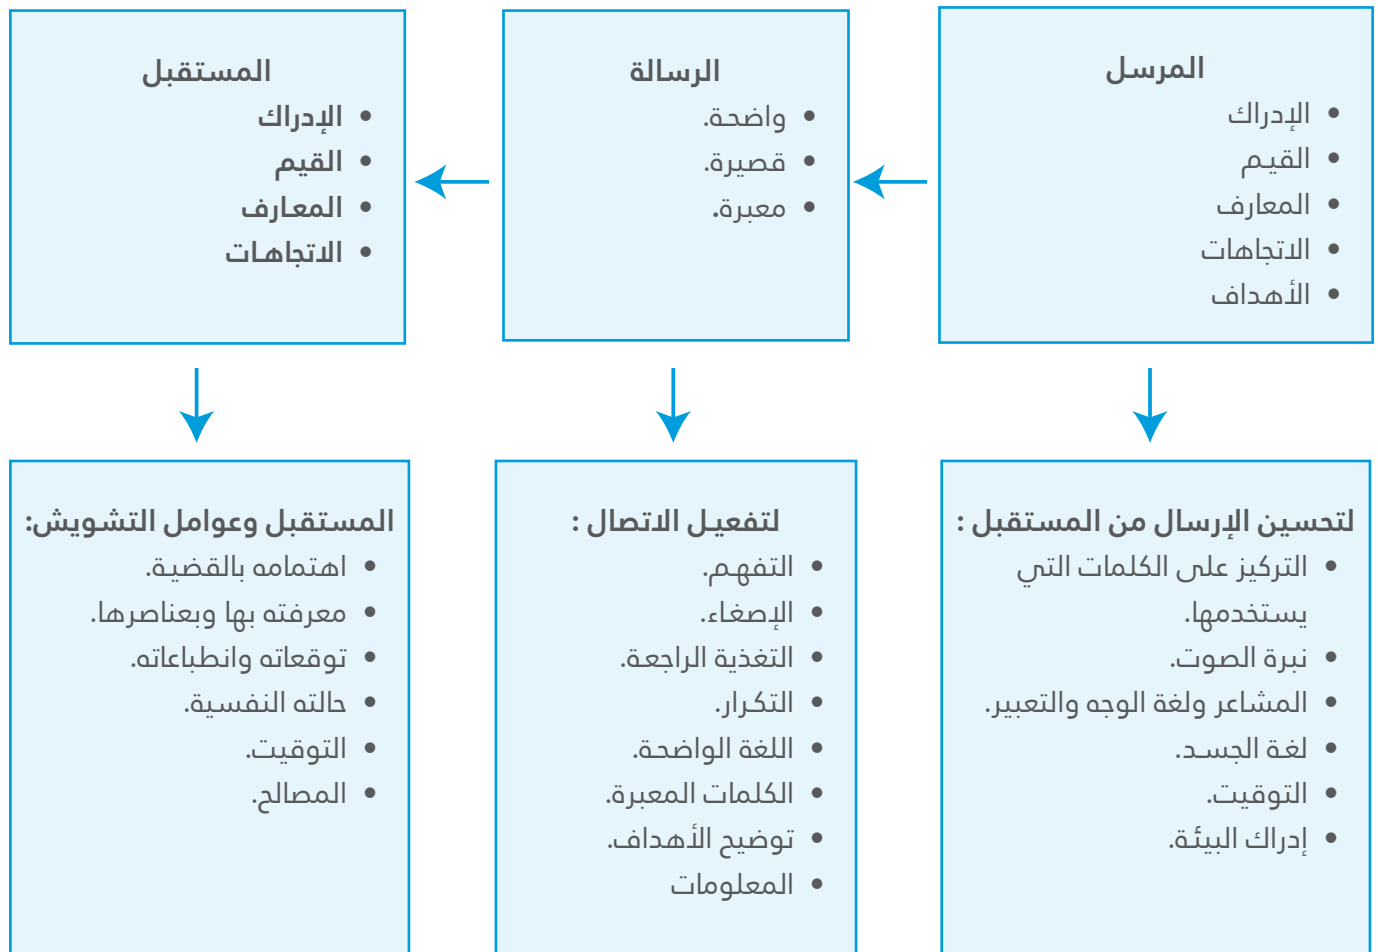 المرسل
• الإدراك
• القيم
• المعارف
• الاتجاهات
• الأهداف
الرسالة
• واضحة.
• قصيرة.
• معبرة.
المستقبل
• الإدراك
• القيم
• المعارف
• الاتجاهات
لتحسين الإرسال من المستقبل :
• التركيز على الكلمات التي
يستخدمها.
• نبرة الصوت.
• المشاعر ولغة الوجه والتعبير.
• لغة الجسد.
• التوقيت.
• إدراك البيئة.
لتفعيل الاتصال :
• التفهم.
• الإصغاء.
• التغذية الراجعة.
• التكرار.
• اللغة الواضحة.
• الكلمات المعبرة.
• توضيح الأهداف.
• المعلومات
المستقبل وعوامل التشويش:
• اهتمامه بالقضية.
• معرفته بها وبعناصرها.
• توقعاته وانطباعاته.
• حالته النفسية.
• التوقيت.
• المصالح.